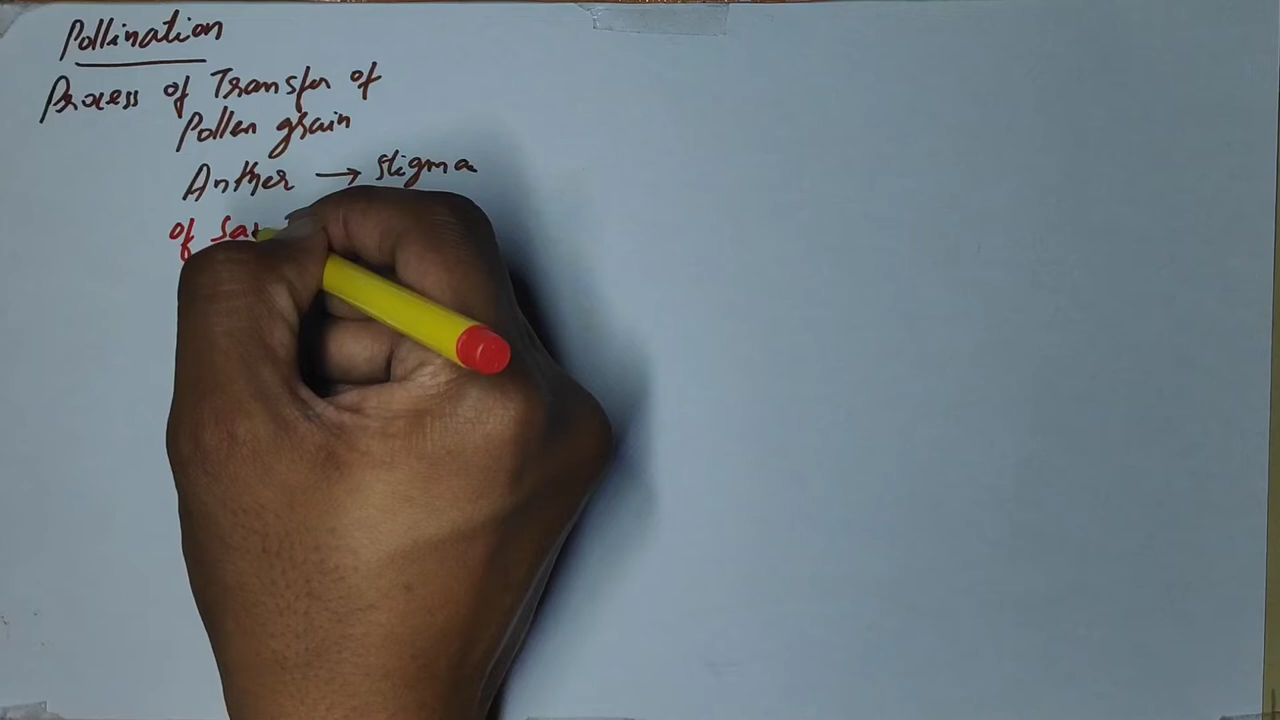 Pollination
Process of Transfer of
Pollen grain
Anther → stigma
of